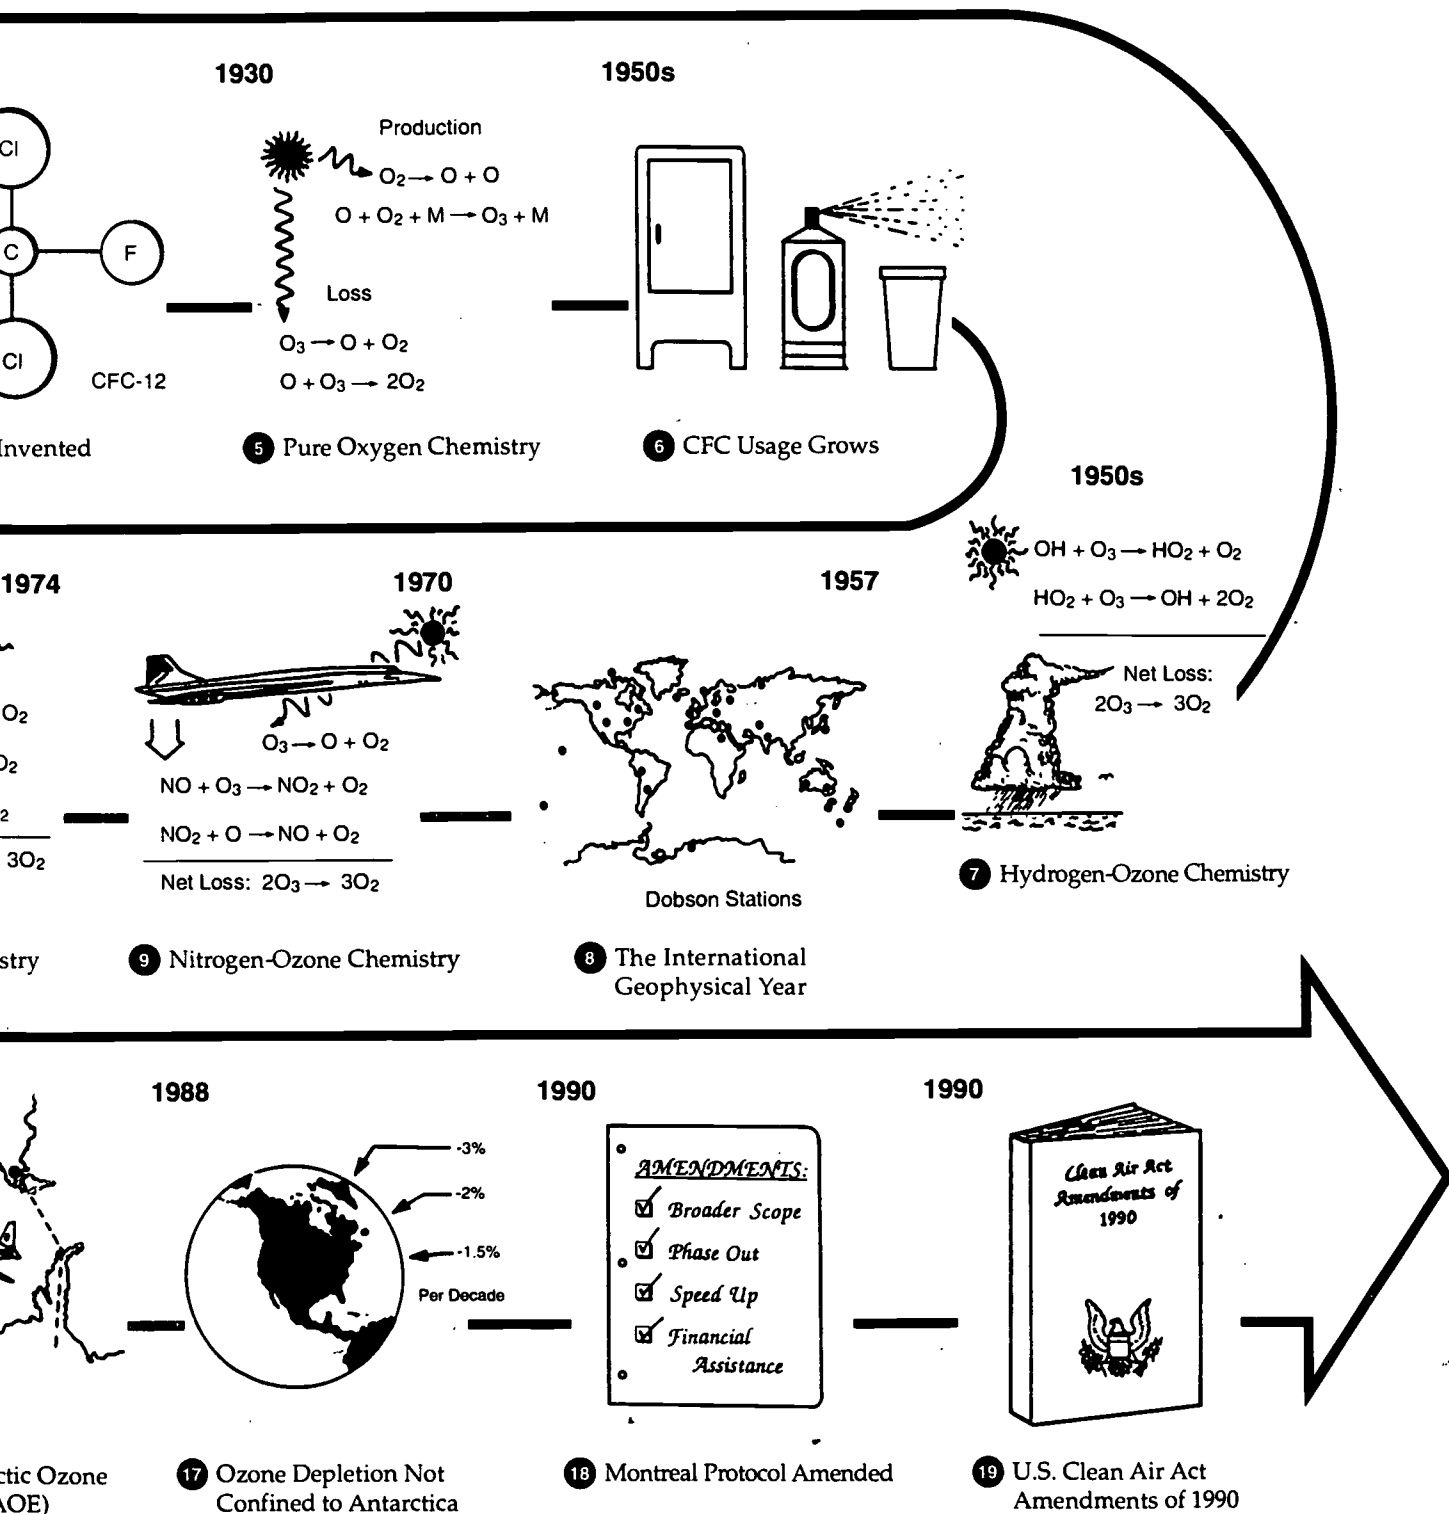 1930
1950s
Cl
C
F
Cl
CFC-12
Invented
Production
O2 → O + O
O + O2 + M → O3 + M
Loss
O3 → O + O2
O + O3 → 2O2
5 Pure Oxygen Chemistry
6 CFC Usage Grows
1950s
OH + O3 → HO2 + O2
HO2 + O3 → OH + 2O2
Net Loss:
2O3 → 3O2
7 Hydrogen-Ozone Chemistry
1957
Dobson Stations
8 The International
Geophysical Year
1970
O3 → O + O2
NO + O3 → NO2 + O2
NO2 + O → NO + O2
Net Loss: 2O3 → 3O2
9 Nitrogen-Ozone Chemistry
1974
O2
O2
2
3O2
stry
ctic Ozone
AOE)
1988
-3%
-2%
-1.5%
Per Decade
17 Ozone Depletion Not
Confined to Antarctica
1990
AMENDMENTS:
Broader Scope
Phase Out
Speed Up
Financial
Assistance
18 Montreal Protocol Amended
1990
Clean Air Act
Amendments of
1990
19 U.S. Clean Air Act
Amendments of 1990